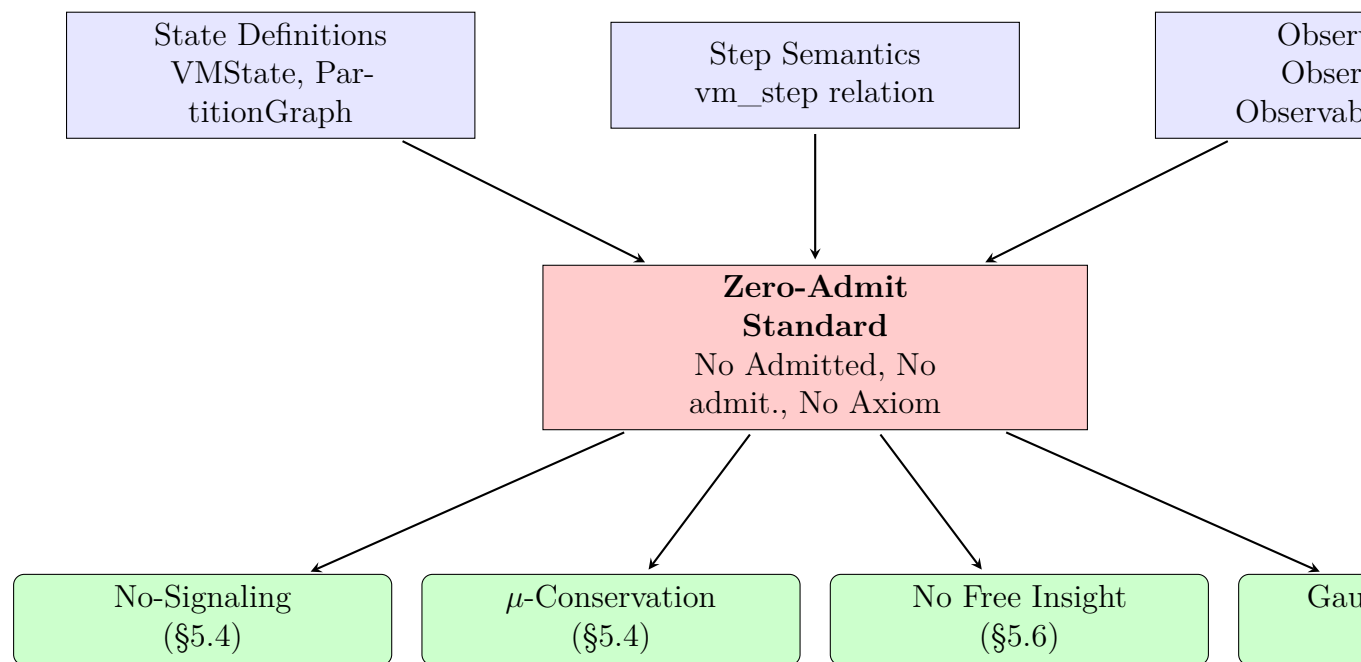 State Definitions
VMState, Par-
titionGraph
Step Semantics
vm_step relation
Zero-Admit
Standard
No Admitted, No
admit., No Axiom
No-Signaling
(§5.4)
μ-Conservation
(§5.4)
No Free Insight
(§5.6)